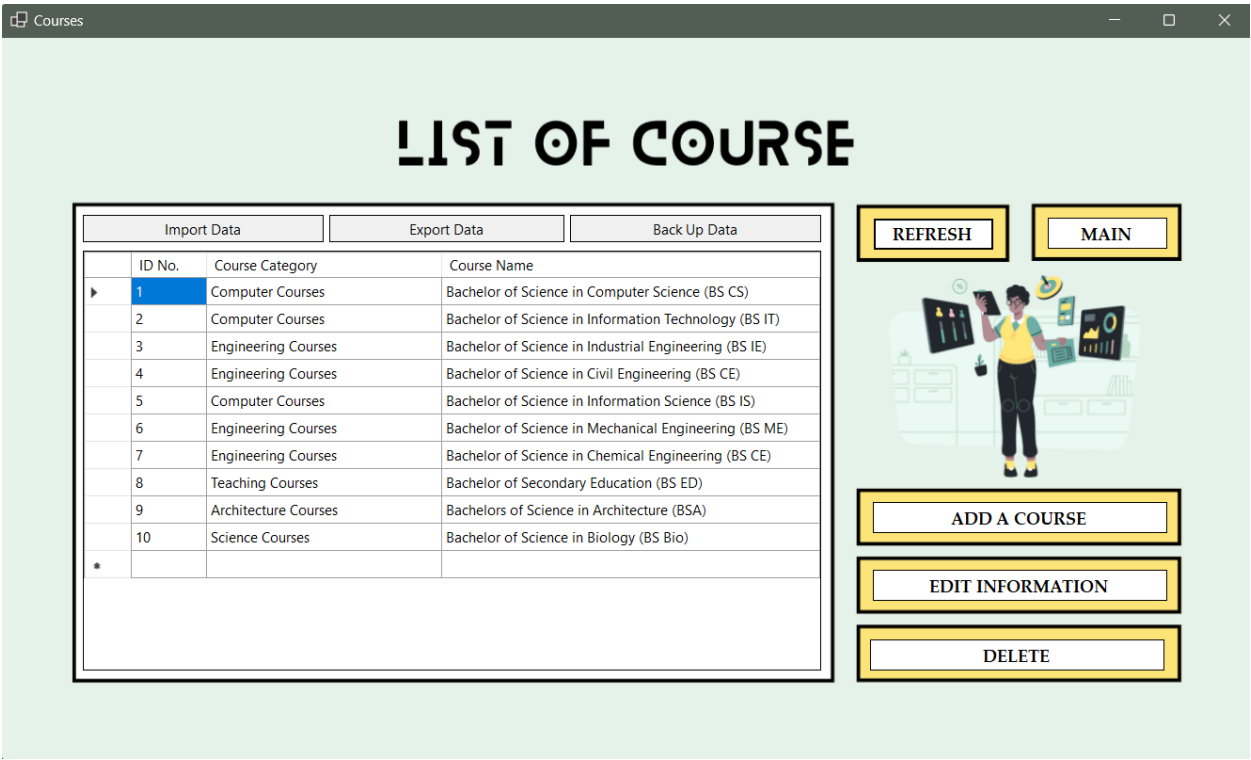 Courses
LIST OF COURSE
Import Data Export Data Back Up Data
REFRESH MAIN
ID No. Course Category Course Name
1 Computer Courses Bachelor of Science in Computer Science (BS CS)
2 Computer Courses Bachelor of Science in Information Technology (BS IT)
3 Engineering Courses Bachelor of Science in Industrial Engineering (BS IE)
4 Engineering Courses Bachelor of Science in Civil Engineering (BS CE)
5 Computer Courses Bachelor of Science in Information Science (BS IS)
6 Engineering Courses Bachelor of Science in Mechanical Engineering (BS ME)
7 Engineering Courses Bachelor of Science in Chemical Engineering (BS CE)
8 Teaching Courses Bachelor of Secondary Education (BS ED)
9 Architecture Courses Bachelors of Science in Architecture (BSA)
10 Science Courses Bachelor of Science in Biology (BS Bio)
ADD A COURSE
EDIT INFORMATION
DELETE